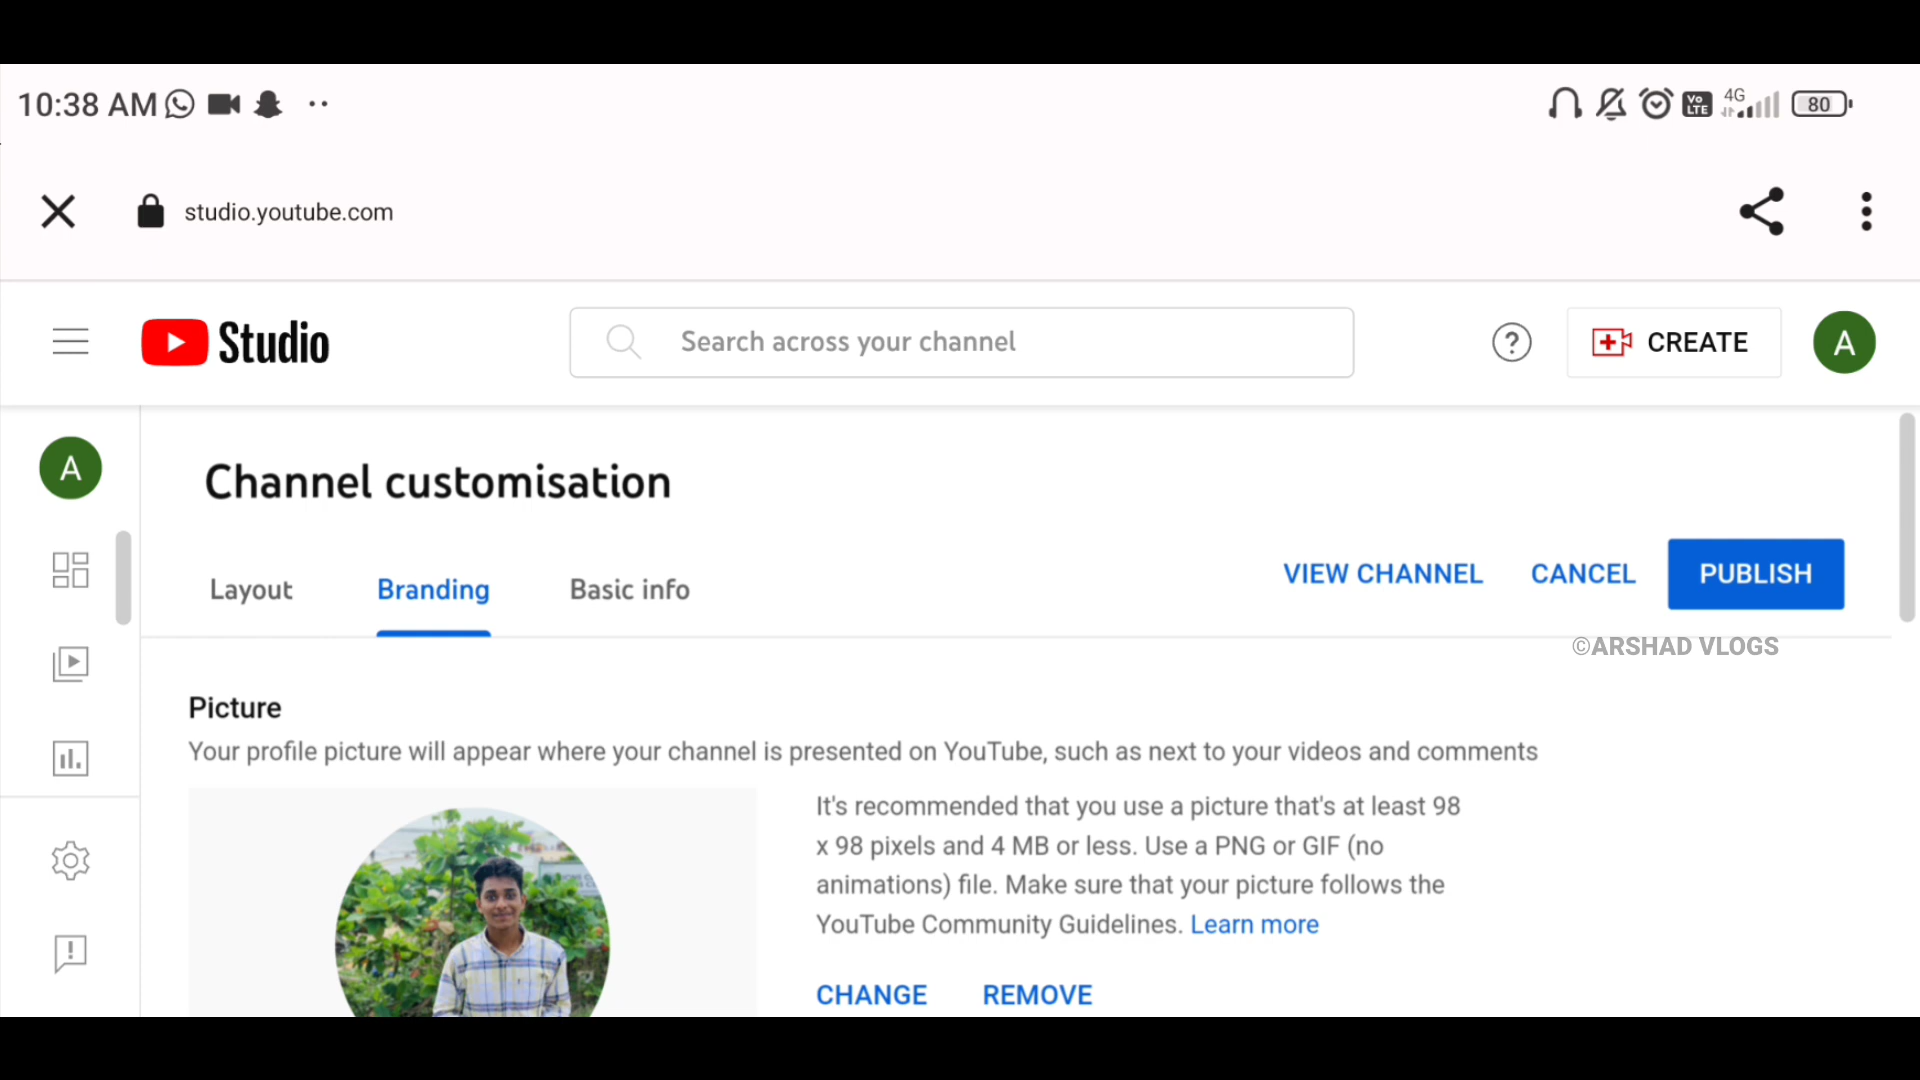 10:38 AM
Vo LTE 4G 80
studio.youtube.com
Studio
Search across your channel
? CREATE A
A
Channel customisation
Layout Branding Basic info
VIEW CHANNEL CANCEL PUBLISH
©ARSHAD VLOGS
Picture
Your profile picture will appear where your channel is presented on YouTube, such as next to your videos and comments
It's recommended that you use a picture that's at least 98
x 98 pixels and 4 MB or less. Use a PNG or GIF (no
animations) file. Make sure that your picture follows the
YouTube Community Guidelines. Learn more
CHANGE REMOVE